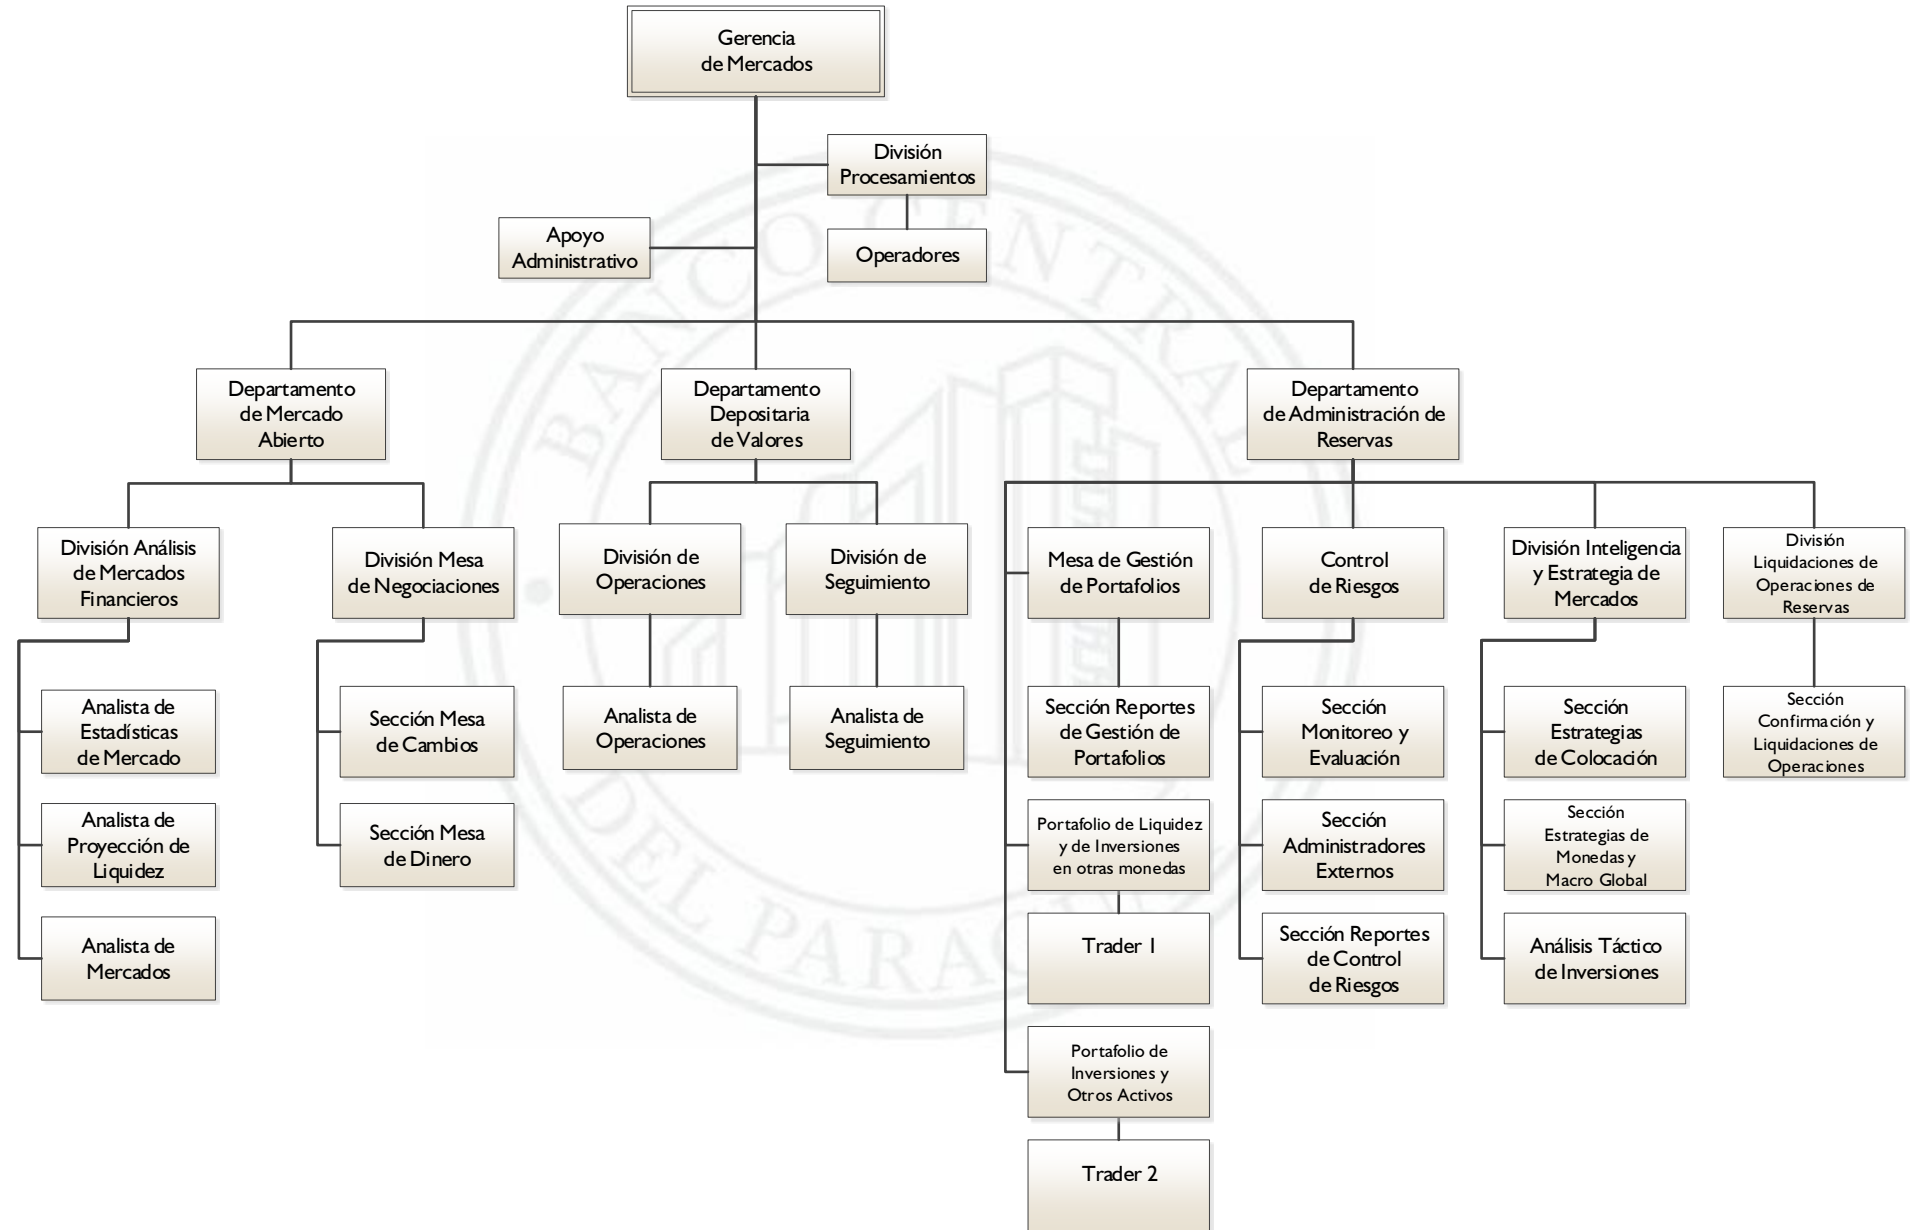 Gerencia
de Mercados
División
Procesamientos
Apoyo
Administrativo
Operadores
Departamento
de Mercado
Abierto
Departamento
Depositaria
de Valores
Departamento
de Administración de
Reservas
División Análisis
de Mercados
Financieros
División Mesa
de Negociaciones
División de
Operaciones
División de
Seguimiento
Mesa de Gestión
de Portafolios
Control
de Riesgos
División Inteligencia
y Estrategia de
Mercados
División
Liquidaciones de
Operaciones de
Reservas
Analista de
Estadísticas
de Mercado
Sección Mesa
de Cambios
Analista de
Operaciones
Analista de
Seguimiento
Sección Reportes
de Gestión de
Portafolios
Sección
Monitoreo y
Evaluación
Sección
Estrategias
de Colocación
Sección
Confirmación y
Liquidaciones de
Operaciones
Analista de
Proyección de
Liquidez
Sección Mesa
de Dinero
Portafolio de Liquidez
y de Inversiones
en otras monedas
Sección
Administradores
Externos
Sección
Estrategias de
Monedas y
Macro Global
Analista de
Mercados
Trader 1
Sección Reportes
de Control
de Riesgos
Análisis Táctico
de Inversiones
Portafolio de
Inversiones y
Otros Activos
Trader 2
BANCO CENTRAL
DEL PARAGUAY